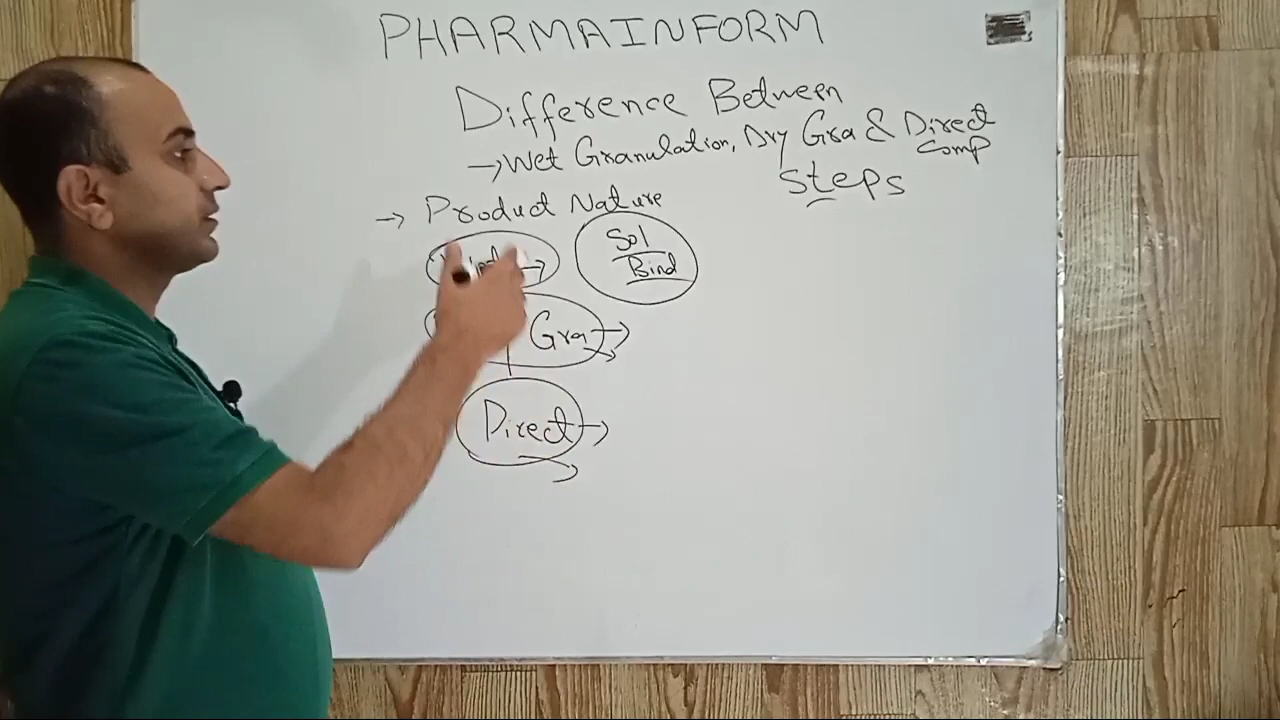 PHARMAINFORM
Difference Between
→ Wet Granulation, Dry Gra & Direct Comp
Steps
→ Product Nature
Sol
Bind
Gra →
Direct →